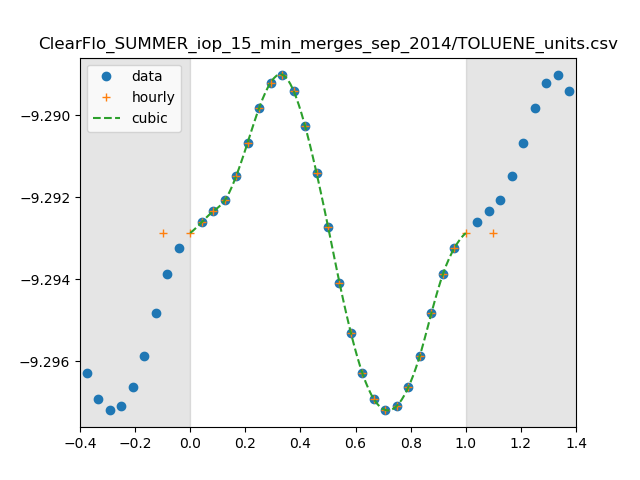 ClearFlo_SUMMER_iop_15_min_merges_sep_2014/TOLUENE_units.csv
data
hourly
cubic
−9.290
−9.292
−9.294
−9.296
−0.4 −0.2 0.0 0.2 0.4 0.6 0.8 1.0 1.2 1.4